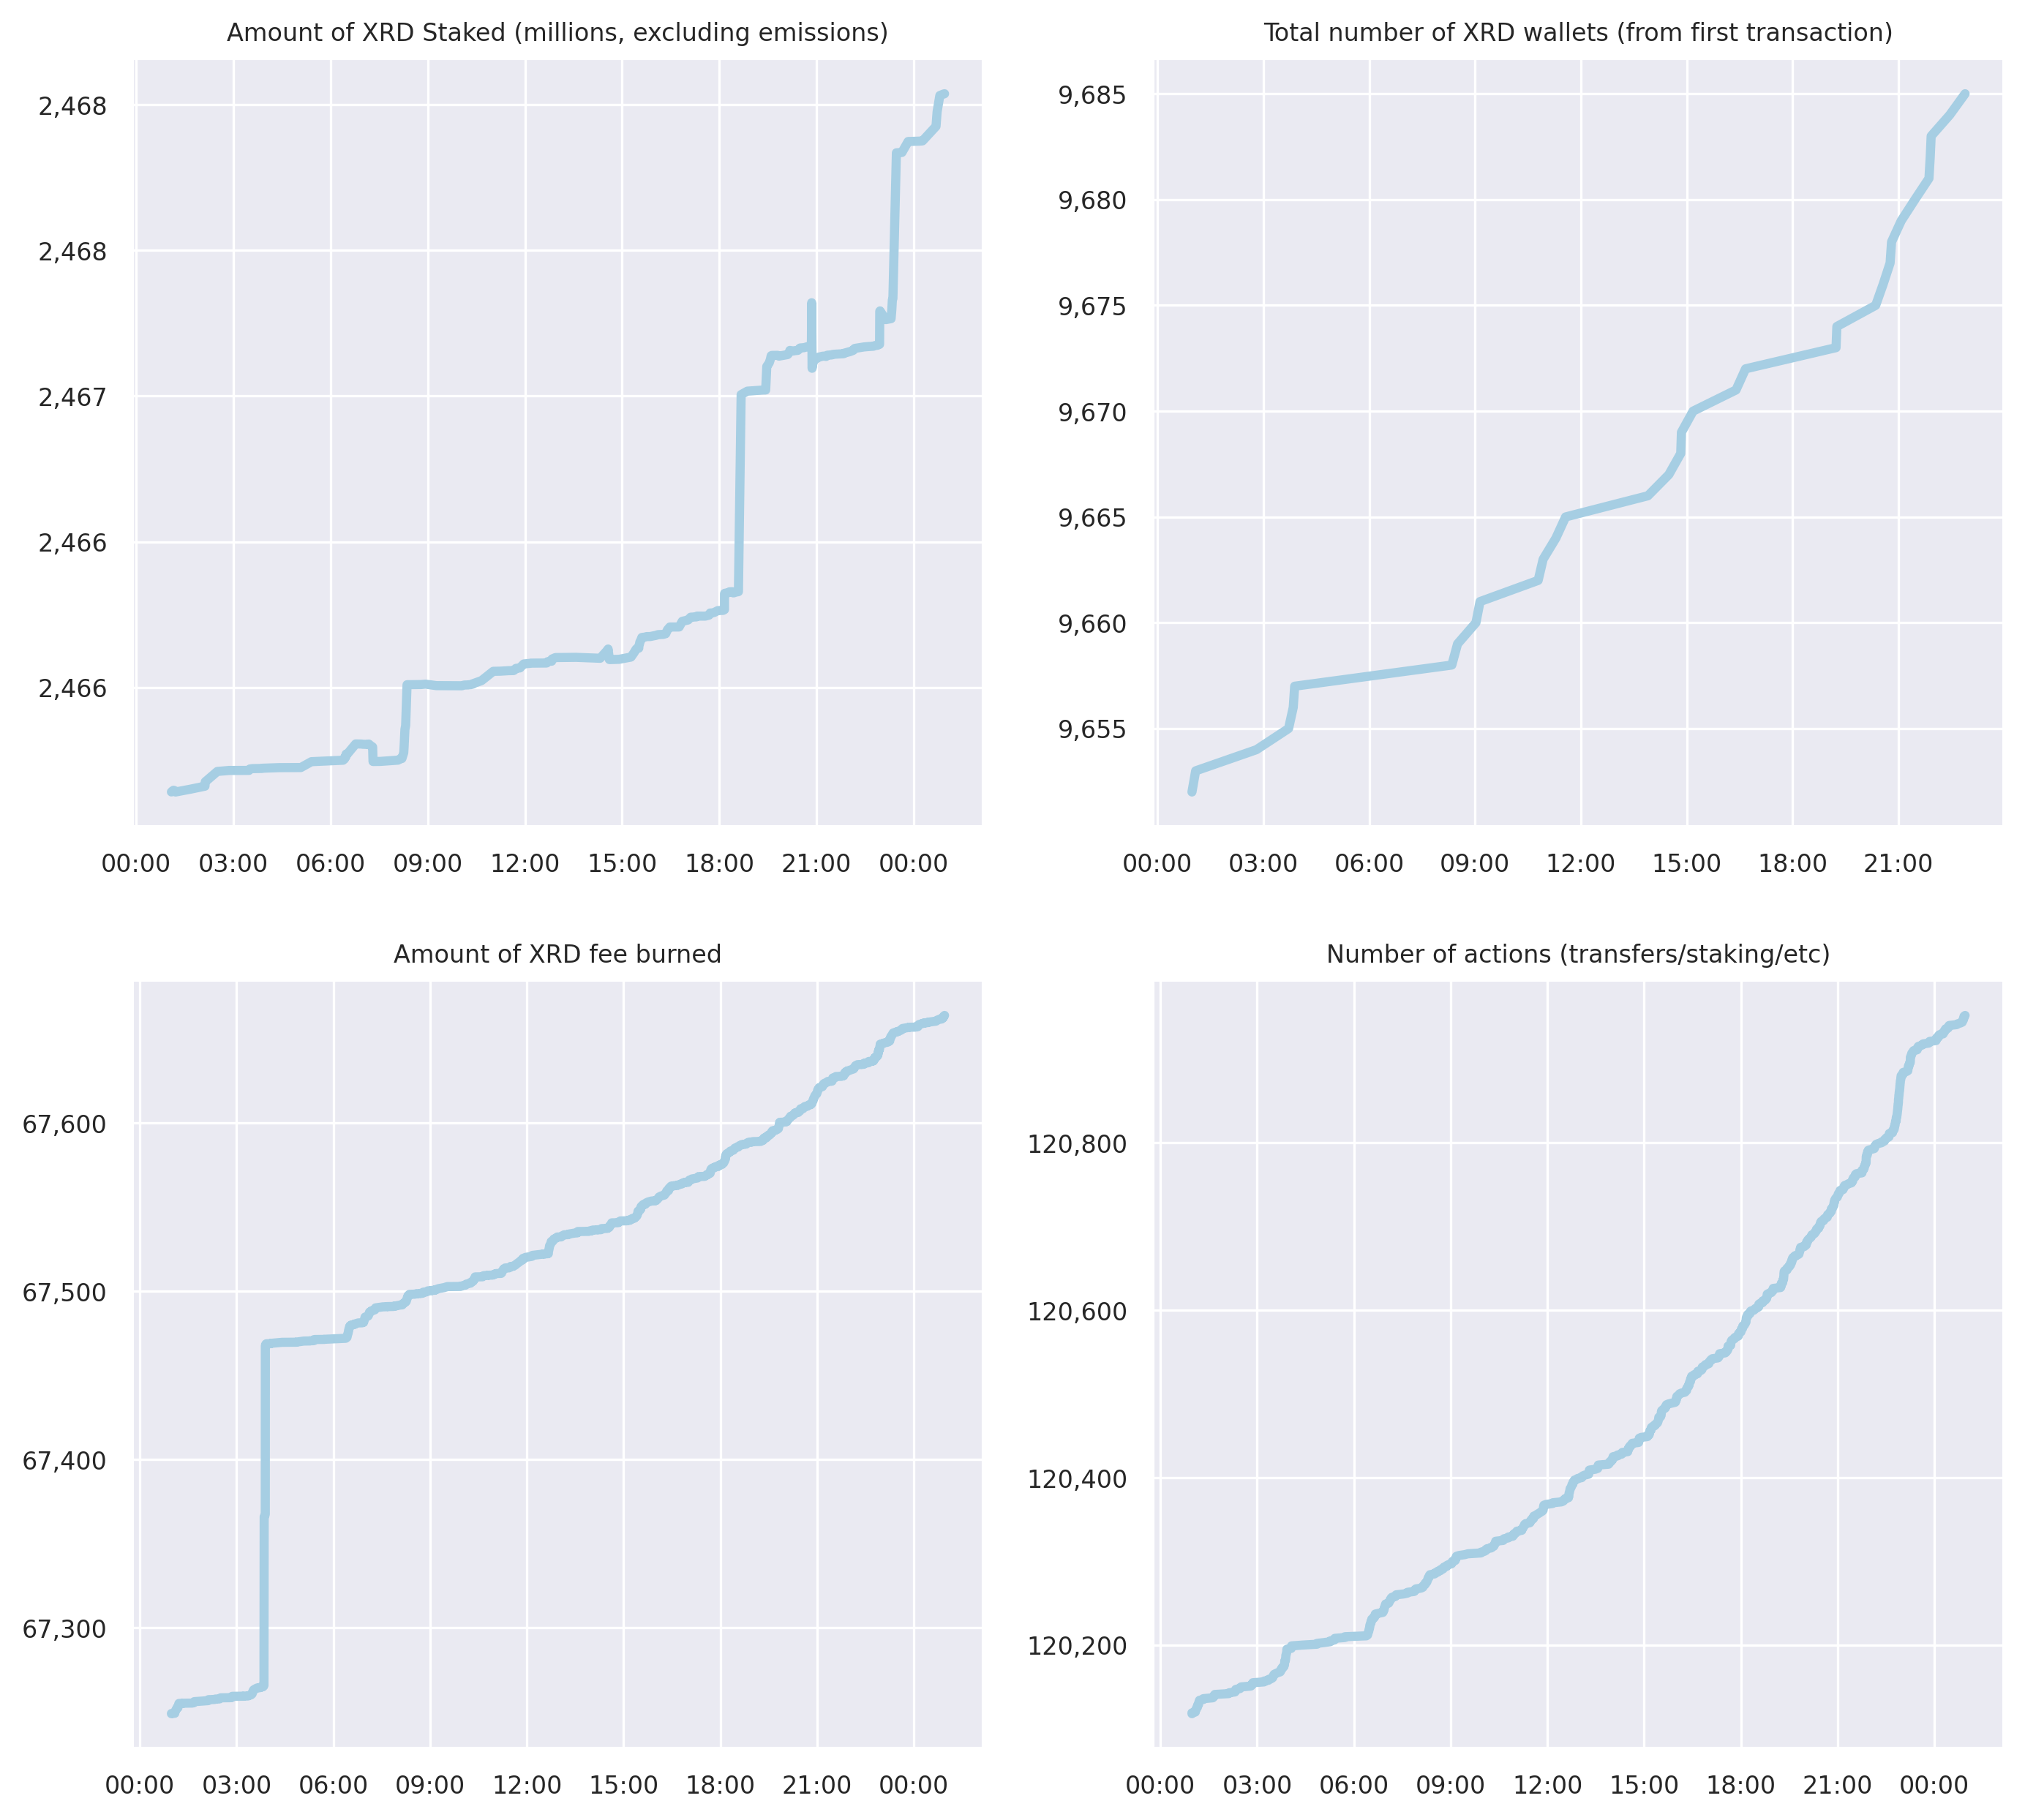 Amount of XRD Staked (millions, excluding emissions)
2,468
2,468
2,467
2,466
2,466
00:00 03:00 06:00 09:00 12:00 15:00 18:00 21:00 00:00
Total number of XRD wallets (from first transaction)
9,685
9,680
9,675
9,670
9,665
9,660
9,655
00:00 03:00 06:00 09:00 12:00 15:00 18:00 21:00
Amount of XRD fee burned
67,600
67,500
67,400
67,300
00:00 03:00 06:00 09:00 12:00 15:00 18:00 21:00 00:00
Number of actions (transfers/staking/etc)
120,800
120,600
120,400
120,200
00:00 03:00 06:00 09:00 12:00 15:00 18:00 21:00 00:00